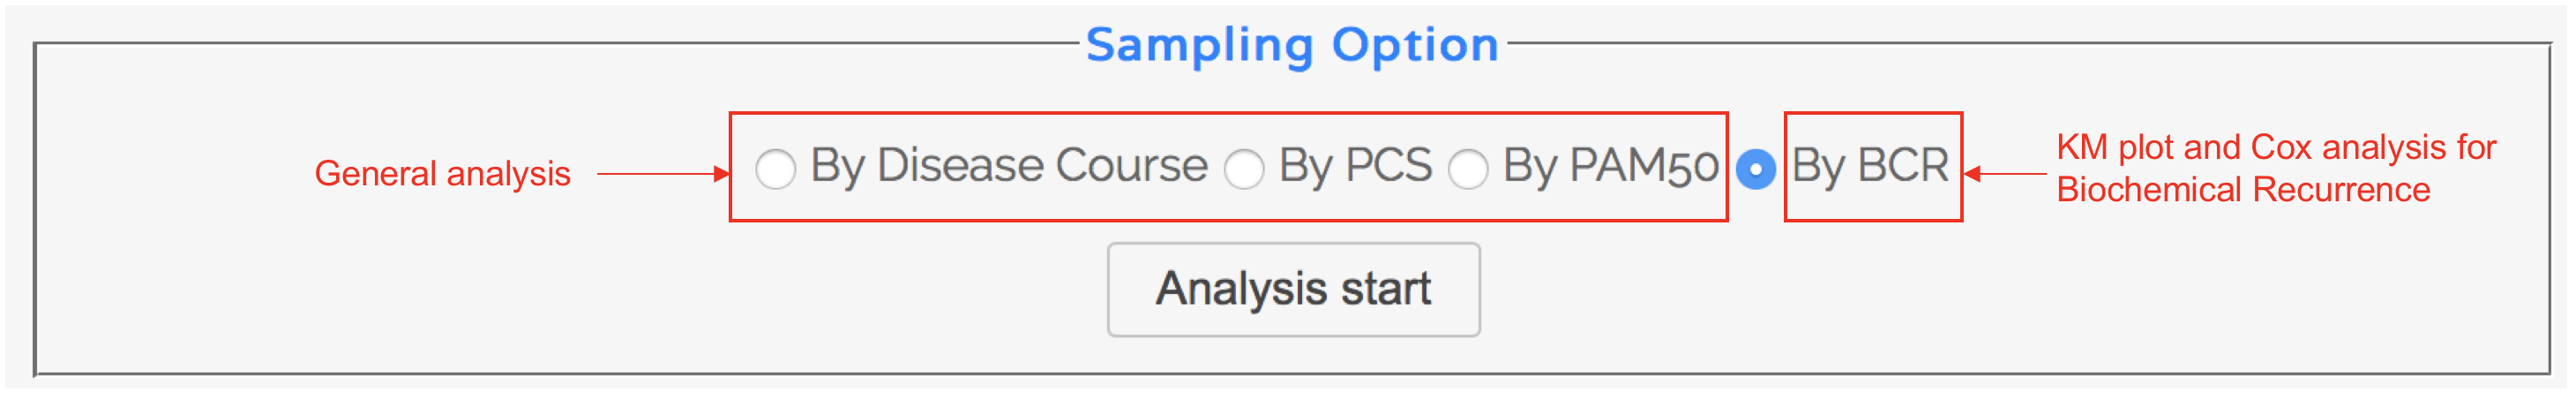 Sampling Option
General analysis
By Disease Course By PCS By PAM50 By BCR
KM plot and Cox analysis for
Biochemical Recurrence
Analysis start